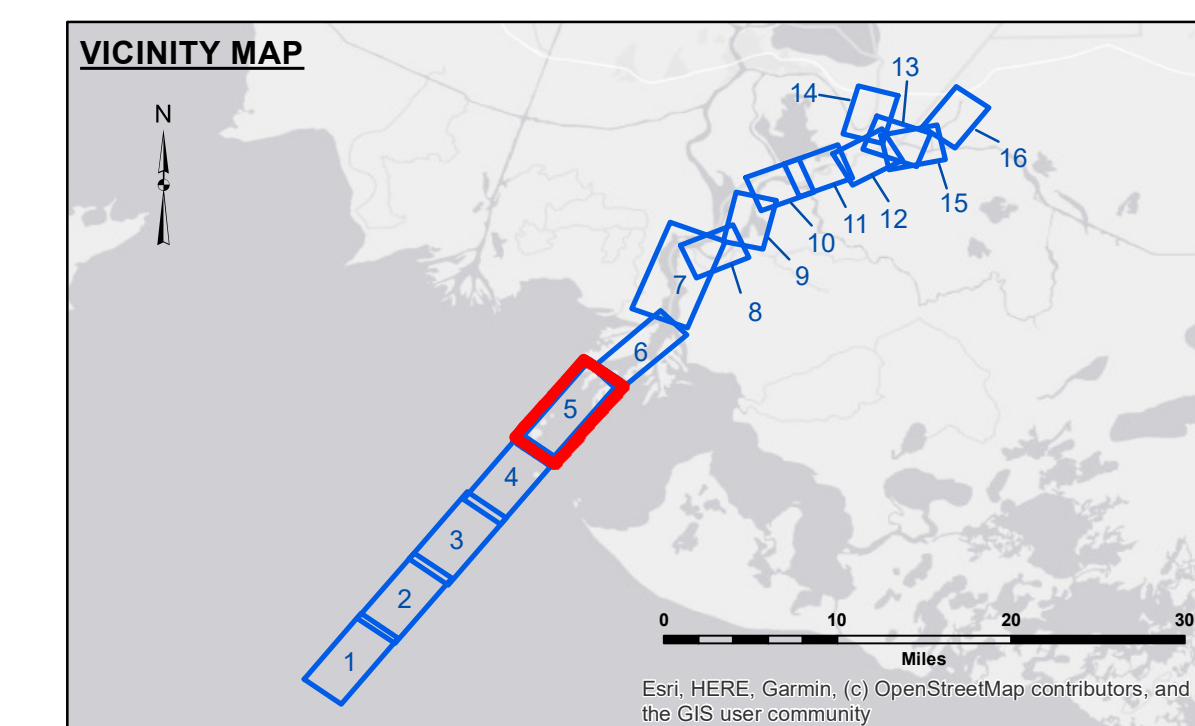 VICINITY MAP
N
13
14
16
15
12
11
10
9
8
7
6
5
4
3
2
1
0 10 20 30
Miles
Esri, HERE, Garmin, (c) OpenStreetMap contributors, and
the GIS user community